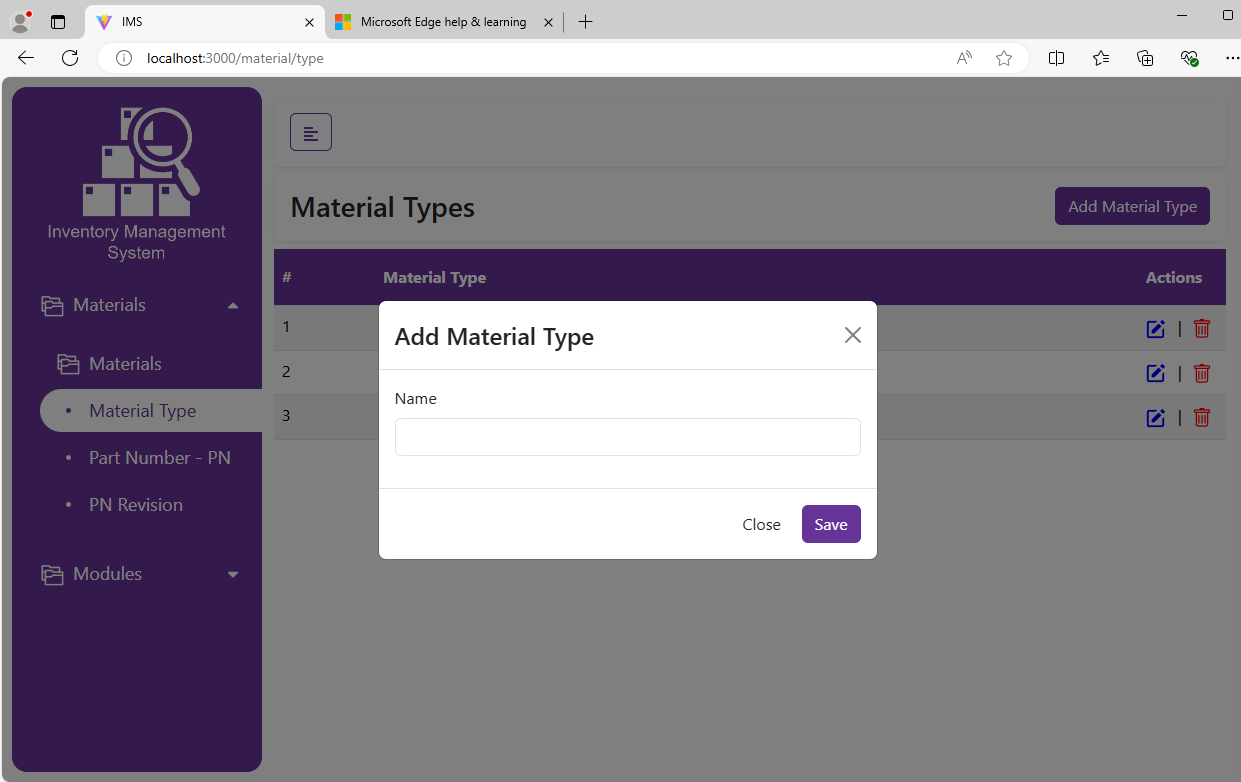 IMS
Microsoft Edge help & learning
localhost:3000/material/type
Inventory Management
System
Materials
Materials
Material Type
Part Number - PN
PN Revision
Modules
Material Types
Add Material Type
# Material Type Actions
1 |
2 |
3 |
Add Material Type
Name
Close Save